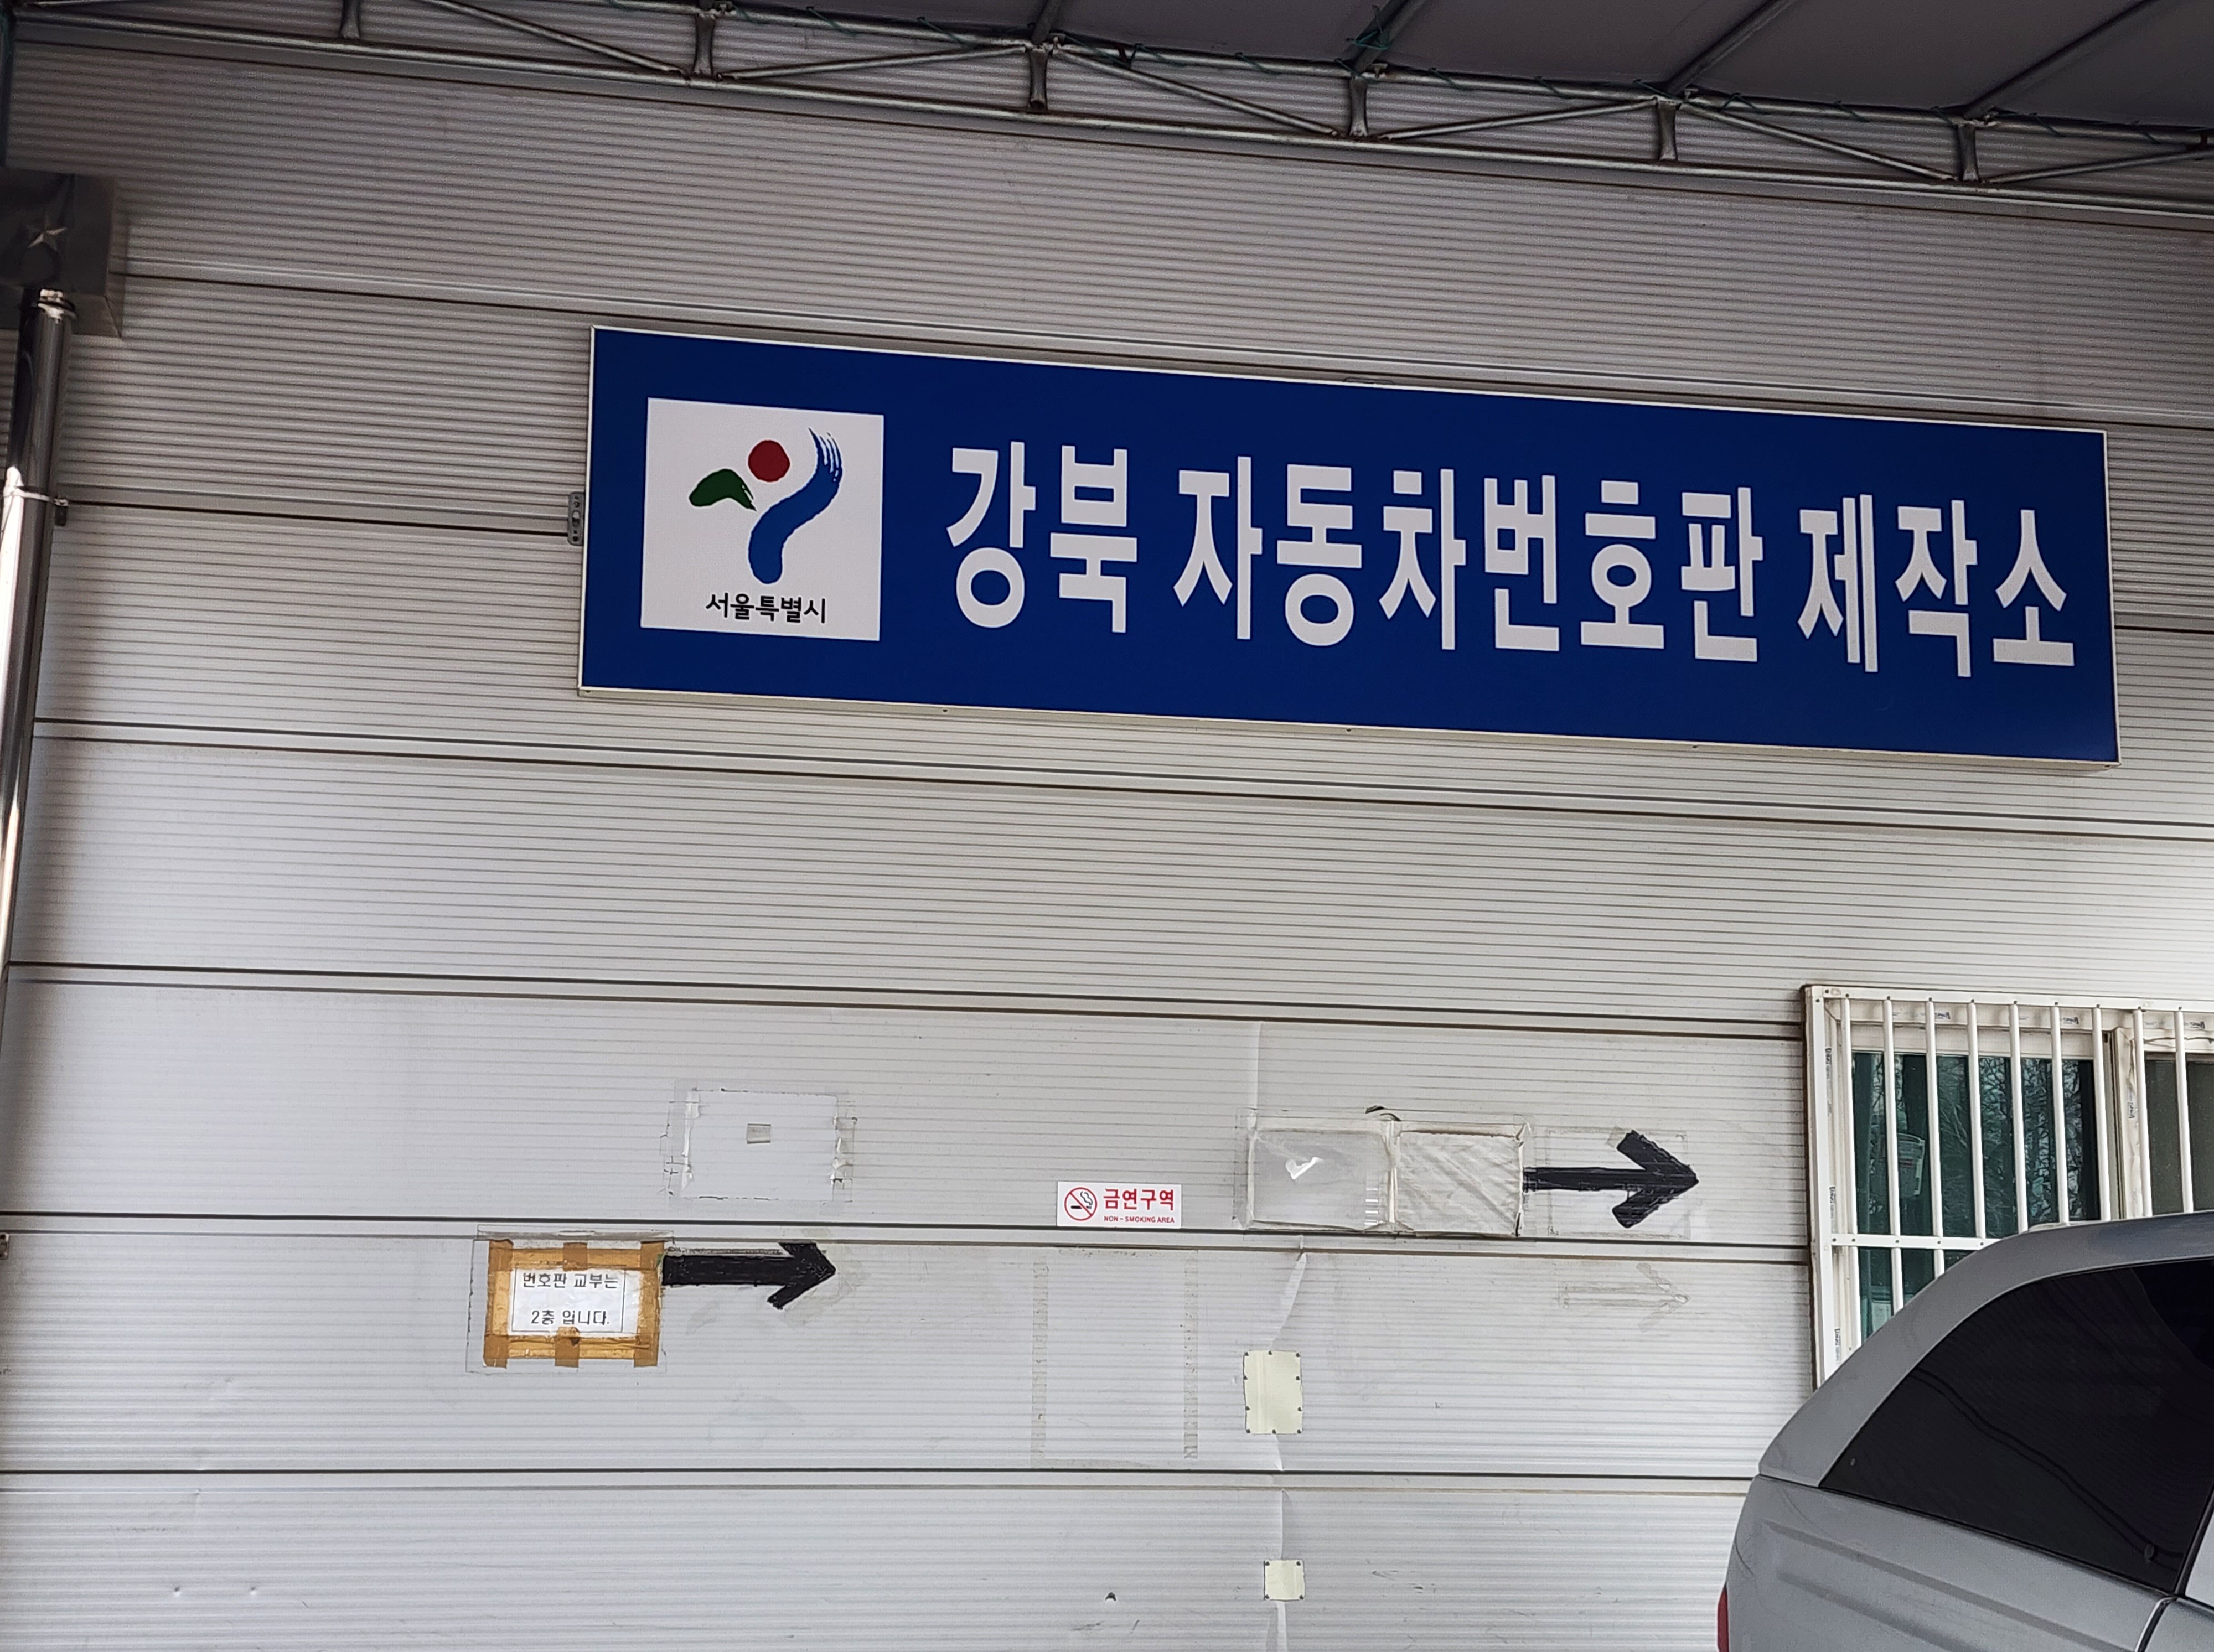 강북 자동차번호판 제작소
서울특별시
금연구역
NON-SMOKING AREA
번호판 교부는
2층 입니다.